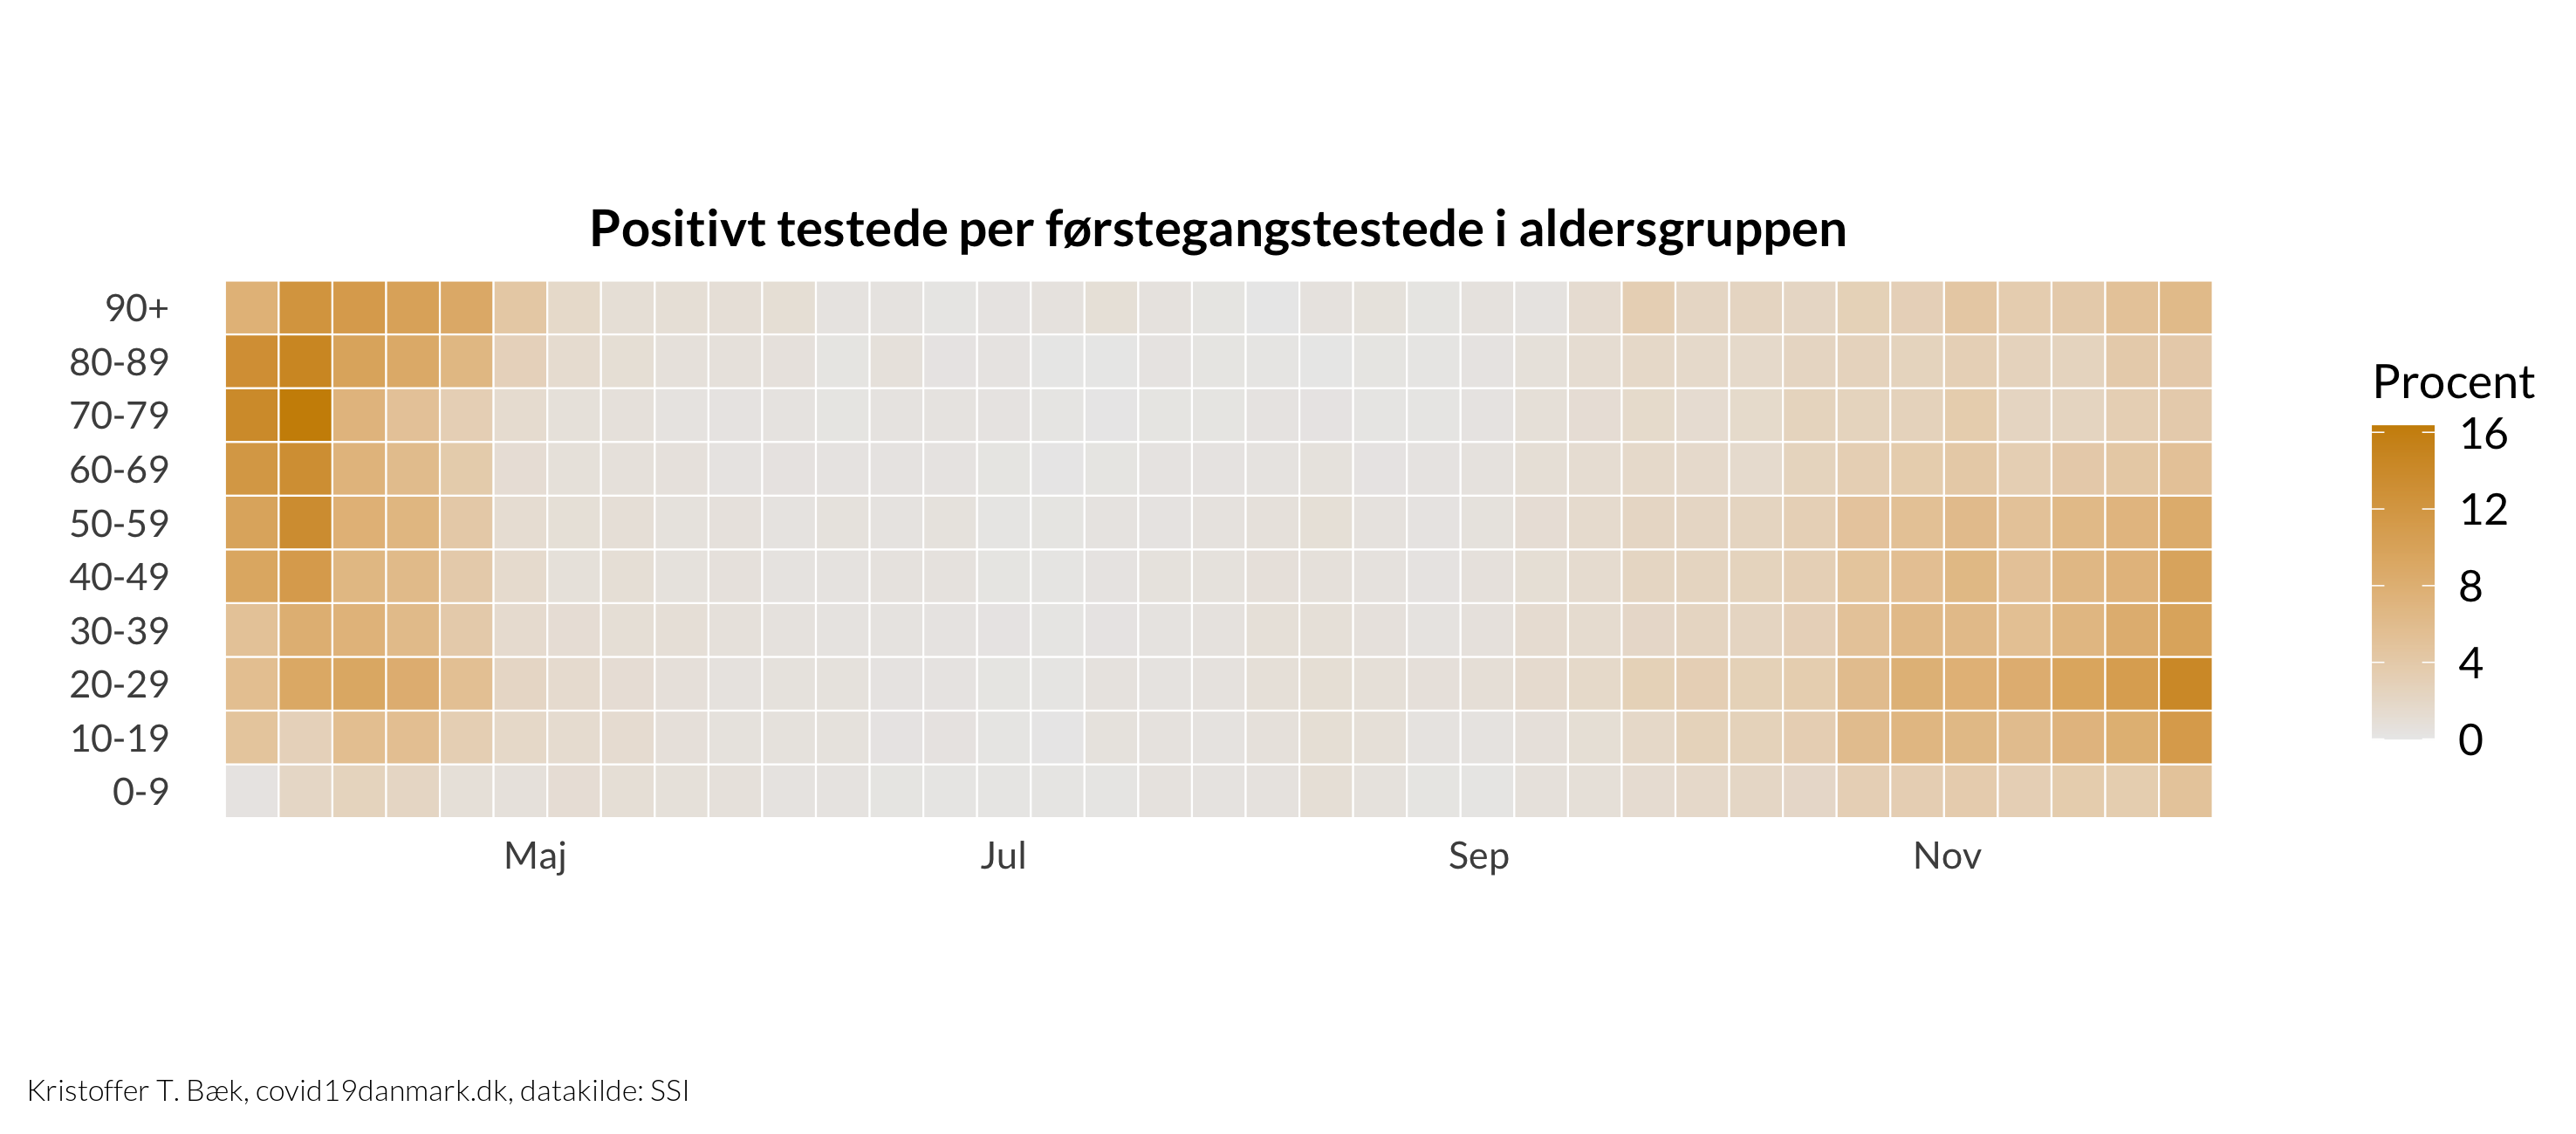 Positivt testede per førstegangstestede i aldersgruppen
90+
80-89
70-79
60-69
50-59
40-49
30-39
20-29
10-19
0-9
Maj
Jul
Sep
Nov
Procent
16
12
8
4
0
Kristoffer T. Bæk, covid19danmark.dk, datakilde: SSI